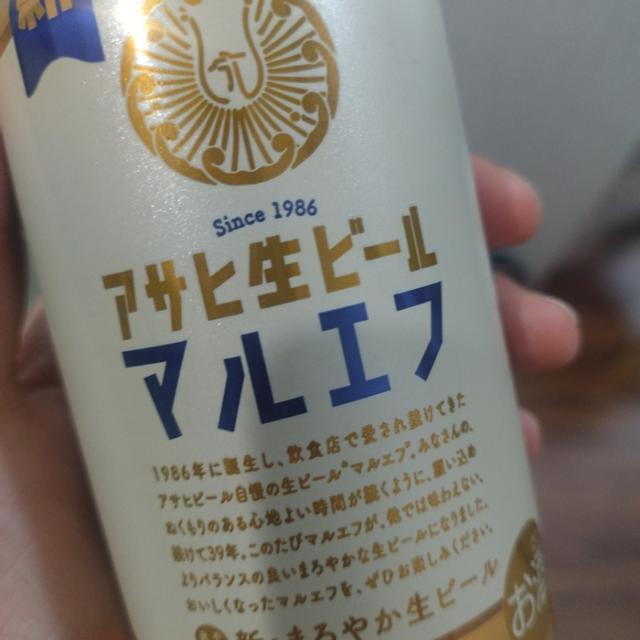 Since 1986
アサヒ生ビール
マルエフ
1986年に誕生し、飲食店で愛され続けてきた
アサヒビール自慢の生ビール"マルエフ"。みなさんの、
ぬくもりのある心地よい時間が続くように、願い込め
続けて39年。このたびマルエフが、他では味わえない、
よりバランスの良いまろやかな生ビールになりました。
おいしくなったマルエフを、ぜひお楽しみください。
まろやか生ビール